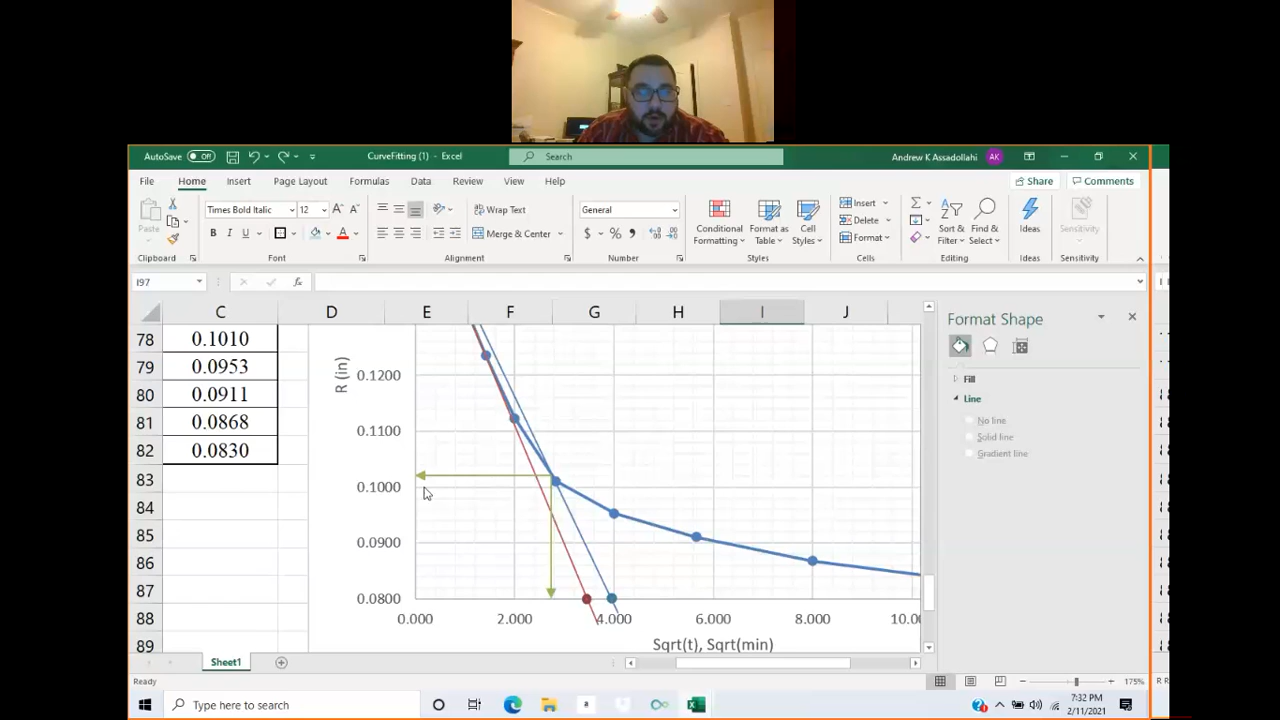 AutoSave Off CurveFitting (1) - Excel Search Andrew K Assadollahi AK
File Home Insert Page Layout Formulas Data Review View Help Share Comments
Paste Times Bold Italic 12 A A Wrap Text General Conditional Formatting Format as Table Cell Styles Insert Delete Format Sort & Filter Find & Select Ideas Sensitivity
B I U A Merge & Center $ % ,
Clipboard Font Alignment Number Styles Cells Editing Ideas Sensitivity
I97 fx
C D E F G H I J
Format Shape
78 0.1010
79 0.0953
80 0.0911
81 0.0868
82 0.0830
83
84
85
86
87
88
89
R (in)
0.1200
0.1100
0.1000
0.0900
0.0800
0.000 2.000 4.000 6.000 8.000 10.00
Sqrt(t), Sqrt(min)
Fill
Line
No line
Solid line
Gradient line
Sheet1
Ready 175%
Type here to search a 7:32 PM
2/11/2021